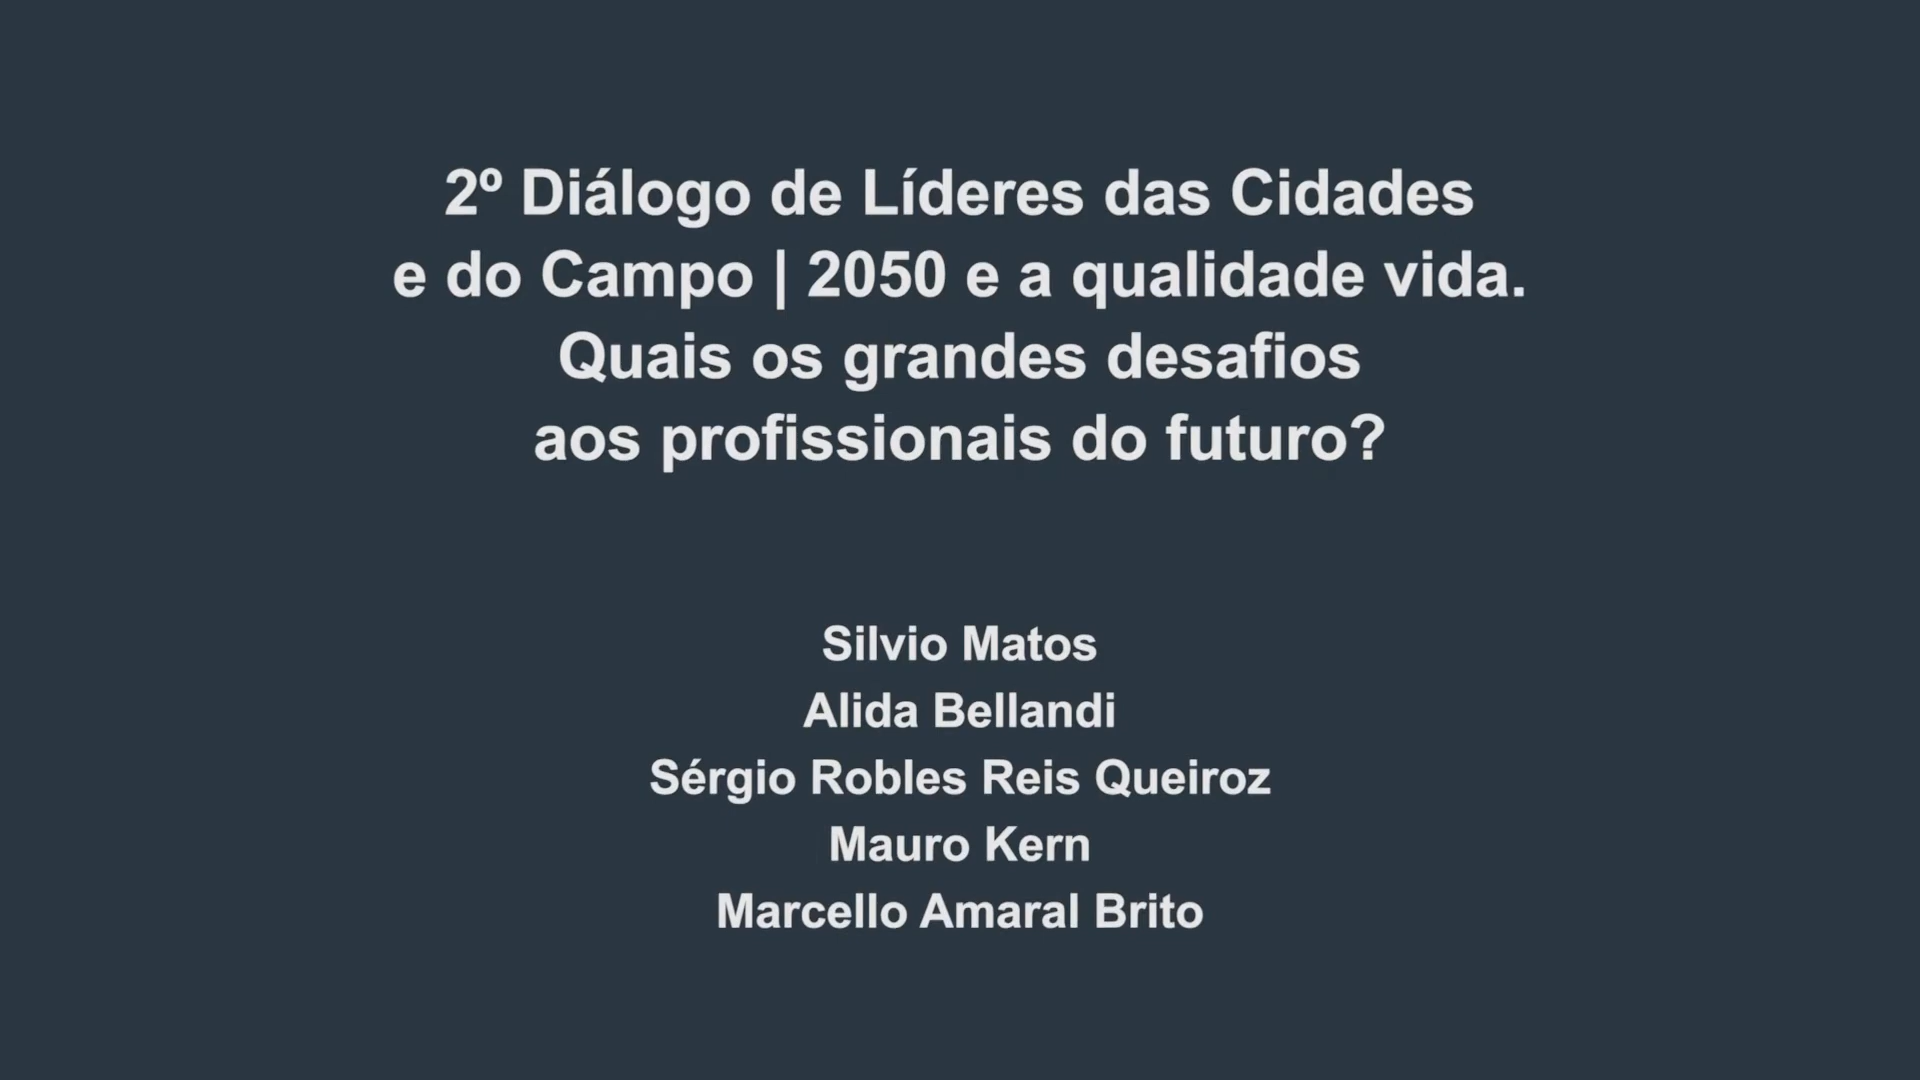 2º Diálogo de Líderes das Cidades
e do Campo | 2050 e a qualidade vida.
Quais os grandes desafios
aos profissionais do futuro?
Silvio Matos
Alida Bellandi
Sérgio Robles Reis Queiroz
Mauro Kern
Marcello Amaral Brito